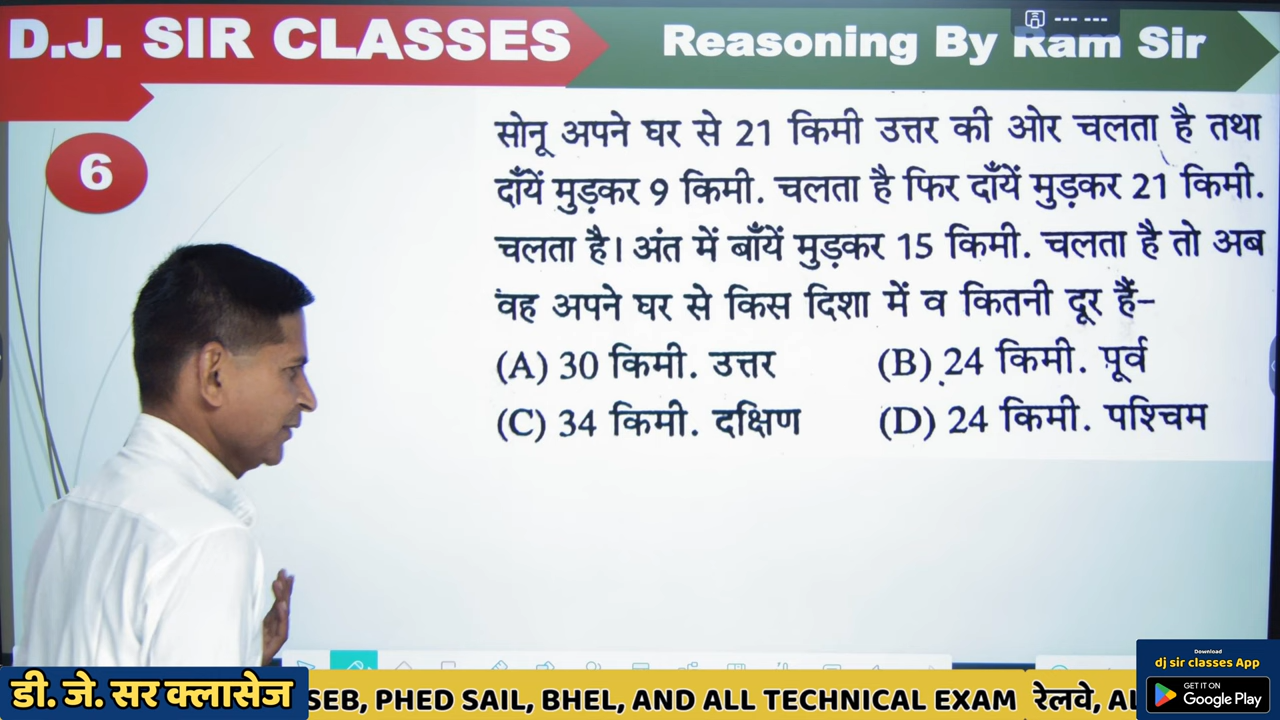 D.J. SIR CLASSES
Reasoning By Ram Sir
--- ---
6
सोनू अपने घर से 21 किमी उत्तर की ओर चलता है तथा
दाँयें मुड़कर 9 किमी. चलता है फिर दाँयें मुड़कर 21 किमी.
चलता है। अंत में बाँयें मुड़कर 15 किमी. चलता है तो अब
वह अपने घर से किस दिशा में व कितनी दूर हैं–
(A) 30 किमी. उत्तर (B) 24 किमी. पूर्व
(C) 34 किमी. दक्षिण (D) 24 किमी. पश्चिम
Download
dj sir classes App
GET IT ON
Google Play
डी. जे. सर क्लासेज
SEB, PHED SAIL, BHEL, AND ALL TECHNICAL EXAM रेलवे,